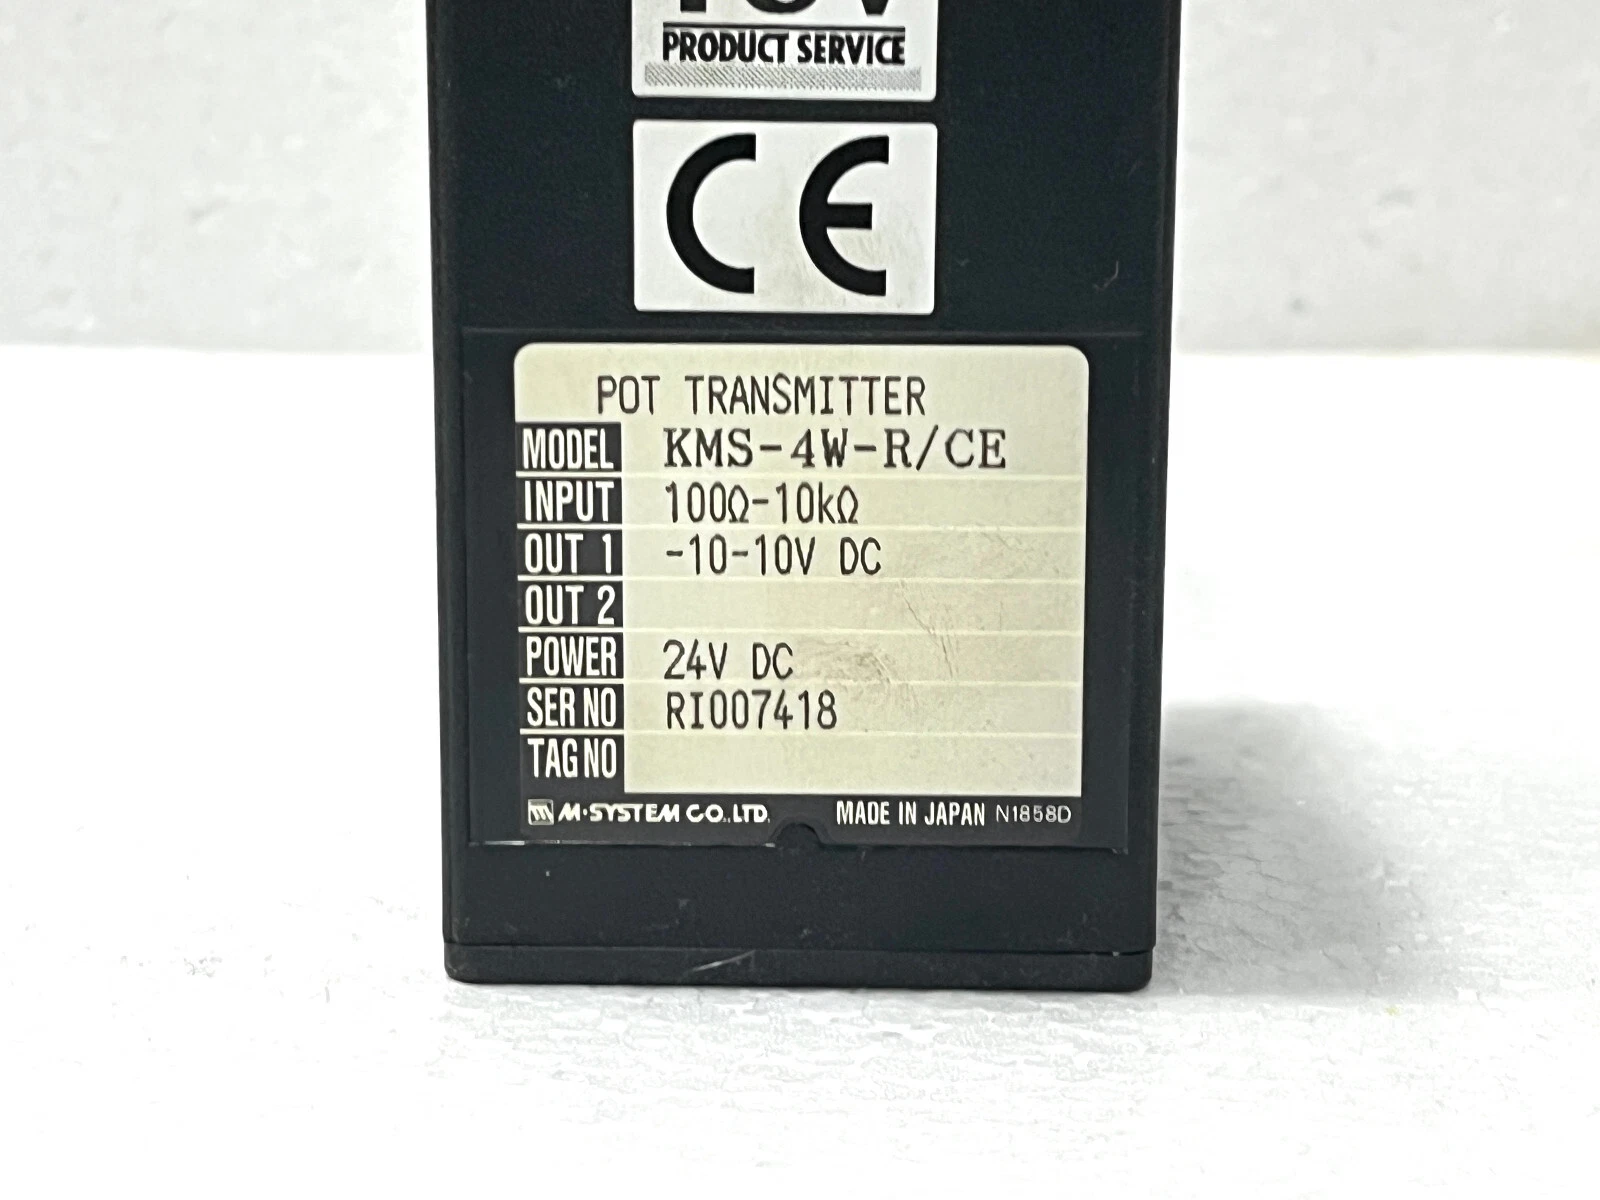 PRODUCT SERVICE
CE
POT TRANSMITTER
MODEL KMS-4W-R/CE
INPUT 100Ω-10kΩ
OUT 1 -10-10V DC
OUT 2
POWER 24V DC
SER NO RI007418
TAG NO
M·SYSTEM CO.,LTD. MADE IN JAPAN N1858D